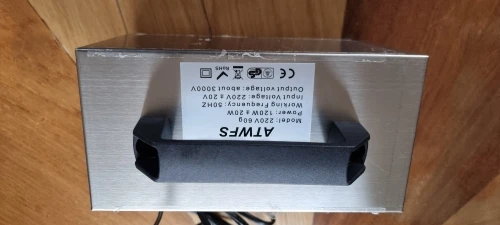 ATWFS
Model: 220V 60g
Power: 120W ± 20W
Working Frequency: 50HZ
Input Voltage: 220V ± 20V
Output voltage: about 3000V
CE
RoHS